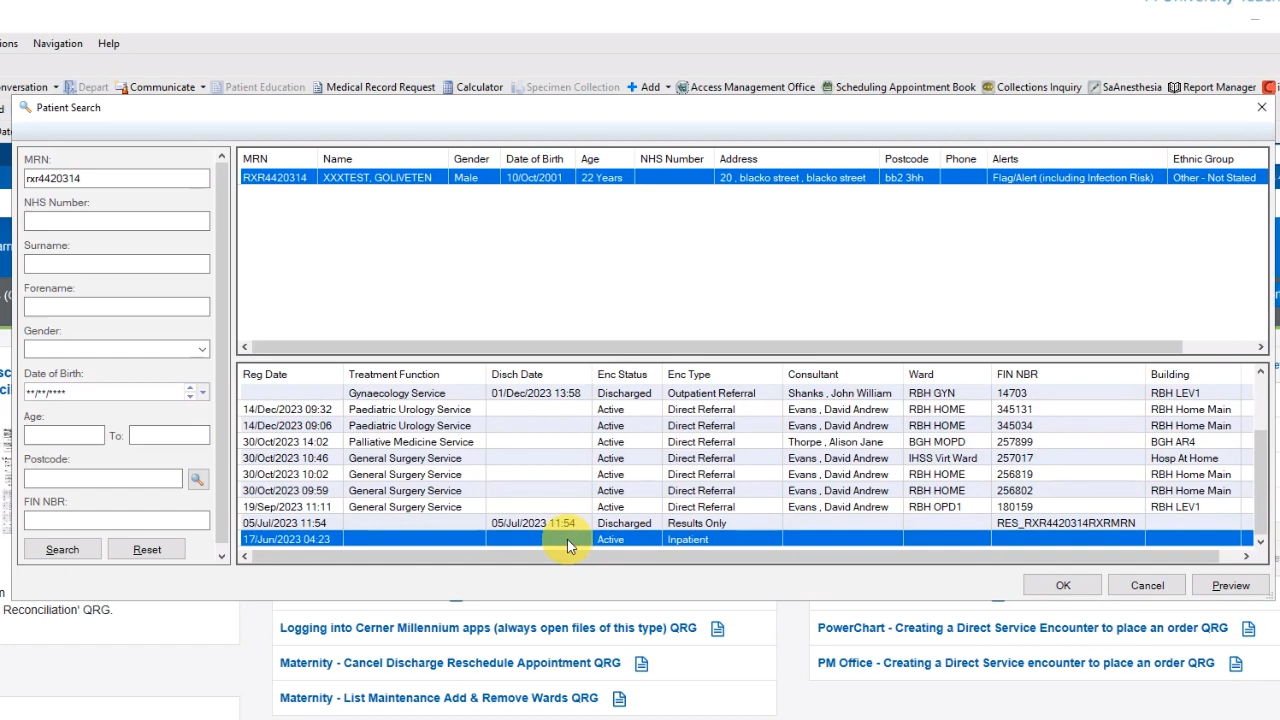 Navigation Help
Depart Communicate Patient Education Medical Record Request Calculator Specimen Collection Add Access Management Office Scheduling Appointment Book Collections Inquiry SaAnesthesia Report Manager
Patient Search
MRN:
rxr4420314
NHS Number:
Surname:
Forename:
Gender:
Date of Birth:
**/**/****
Age:
To:
Postcode:
FIN NBR:
Search Reset
MRN Name Gender Date of Birth Age NHS Number Address Postcode Phone Alerts Ethnic Group
RXR4420314 XXXTEST, GOLIVETEN Male 10/Oct/2001 22 Years 20 , blacko street , blacko street bb2 3hh Flag/Alert (including Infection Risk) Other - Not Stated
Reg Date Treatment Function Disch Date Enc Status Enc Type Consultant Ward FIN NBR Building
Gynaecology Service 01/Dec/2023 13:58 Discharged Outpatient Referral Shanks , John William RBH GYN 14703 RBH LEV1
14/Dec/2023 09:32 Paediatric Urology Service Active Direct Referral Evans , David Andrew RBH HOME 345131 RBH Home Main
14/Dec/2023 09:06 Paediatric Urology Service Active Direct Referral Evans , David Andrew RBH HOME 345034 RBH Home Main
30/Oct/2023 14:02 Palliative Medicine Service Active Direct Referral Thorpe , Alison Jane BGH MOPD 257899 BGH AR4
30/Oct/2023 10:46 General Surgery Service Active Direct Referral Evans , David Andrew IHSS Virt Ward 257017 Hosp At Home
30/Oct/2023 10:02 General Surgery Service Active Direct Referral Evans , David Andrew RBH HOME 256819 RBH Home Main
30/Oct/2023 09:59 General Surgery Service Active Direct Referral Evans , David Andrew RBH HOME 256802 RBH Home Main
19/Sep/2023 11:11 General Surgery Service Active Direct Referral Evans , David Andrew RBH OPD1 180159 RBH LEV1
05/Jul/2023 11:54 05/Jul/2023 11:54 Discharged Results Only RES_RXR4420314RXRMRN
17/Jun/2023 04:23 Active Inpatient
OK Cancel Preview
Reconciliation' QRG.
Logging into Cerner Millennium apps (always open files of this type) QRG
Maternity - Cancel Discharge Reschedule Appointment QRG
Maternity - List Maintenance Add & Remove Wards QRG
PowerChart - Creating a Direct Service Encounter to place an order QRG
PM Office - Creating a Direct Service encounter to place an order QRG